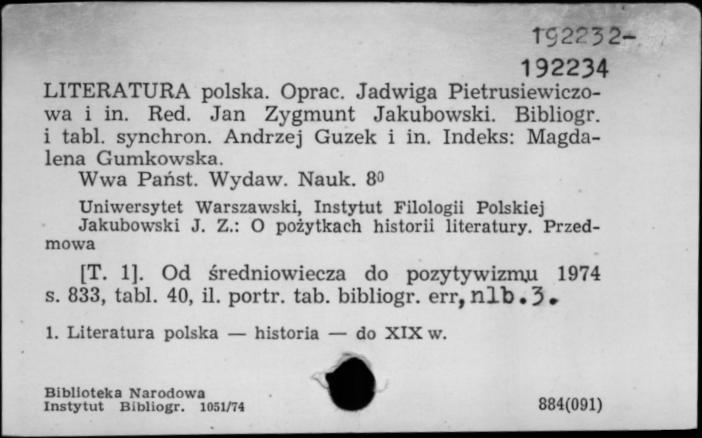 192232-
192234
LITERATURA polska. Oprac. Jadwiga Pietrusiewiczo-
wa i in. Red. Jan Zygmunt Jakubowski. Bibliogr.
i tabl. synchron. Andrzej Guzek i in. Indeks: Magda-
lena Gumkowska.
Wwa Państ. Wydaw. Nauk. 8⁰
Uniwersytet Warszawski, Instytut Filologii Polskiej
Jakubowski J. Z.: O pożytkach historii literatury. Przed-
mowa
[T. 1]. Od średniowiecza do pozytywizmu 1974
s. 833, tabl. 40, il. portr. tab. bibliogr. err, nlb.3.
1. Literatura polska — historia — do XIX w.
Biblioteka Narodowa
Instytut Bibliogr. 1051/74
884(091)